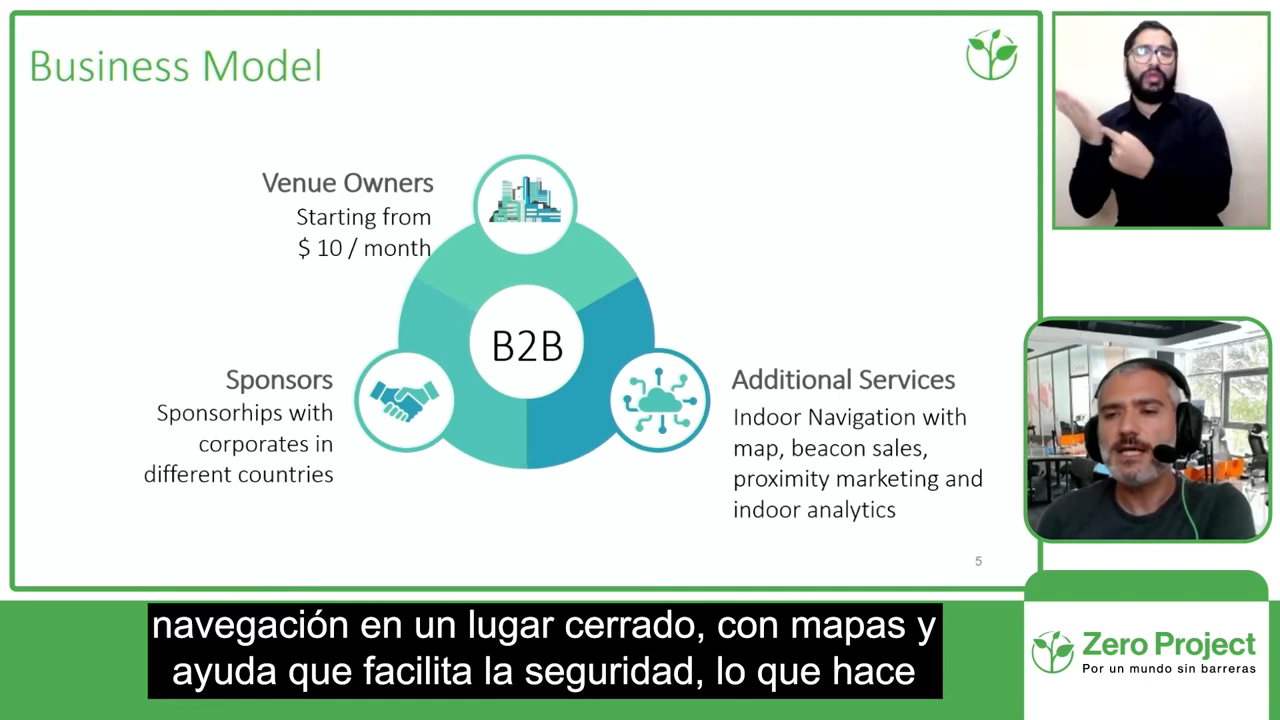 Business Model
Venue Owners
Starting from
$ 10 / month
B2B
Sponsors
Sponsorhips with
corporates in
different countries
Additional Services
Indoor Navigation with
map, beacon sales,
proximity marketing and
indoor analytics
5
navegación en un lugar cerrado, con mapas y
ayuda que facilita la seguridad, lo que hace
Zero Project
Por un mundo sin barreras